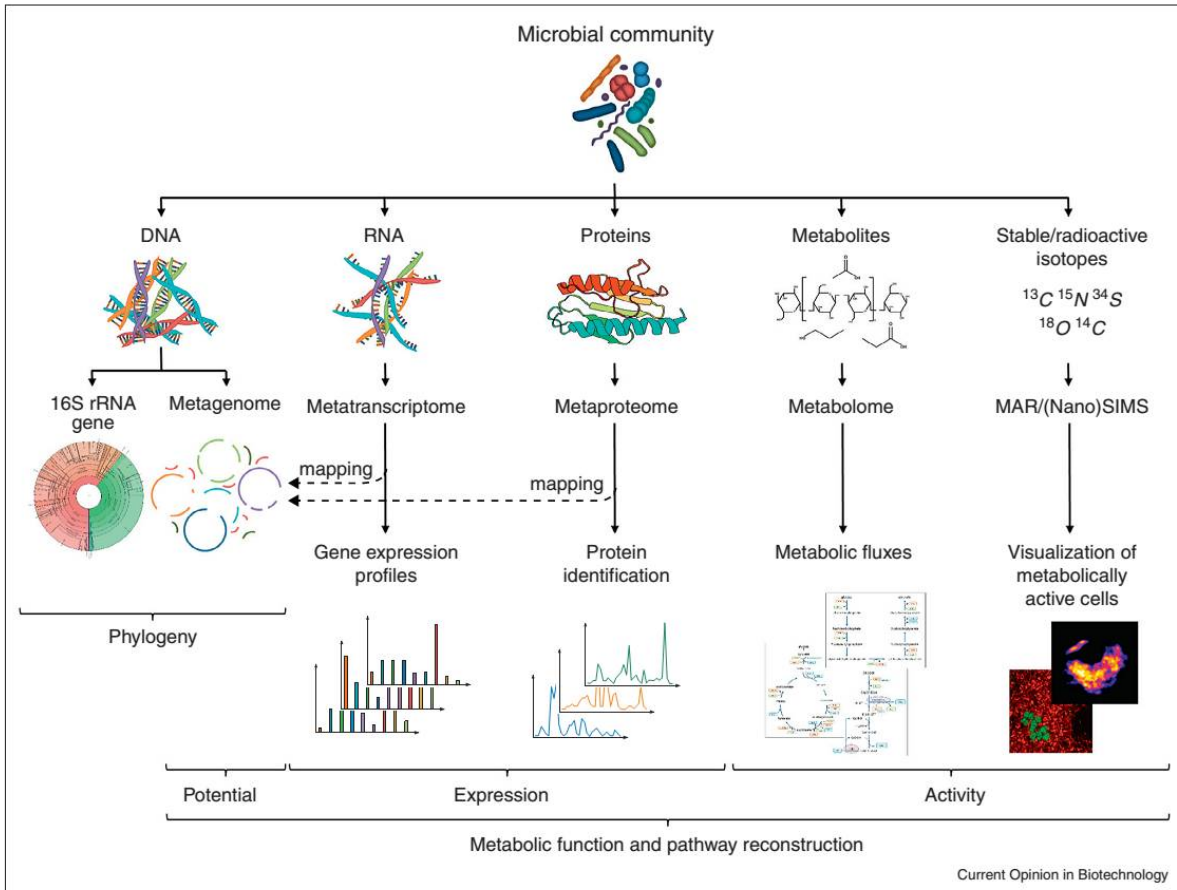 Microbial community
DNA
RNA
Proteins
Metabolites
Stable/radioactive
isotopes
¹³C ¹⁵N ³⁴S
¹⁸O ¹⁴C
16S rRNA
gene
Metagenome
Metatranscriptome
Metaproteome
Metabolome
MAR/(Nano)SIMS
mapping
mapping
Gene expression
profiles
Protein
identification
Metabolic fluxes
Visualization of
metabolically
active cells
Phylogeny
Potential
Expression
Activity
Metabolic function and pathway reconstruction
Current Opinion in Biotechnology